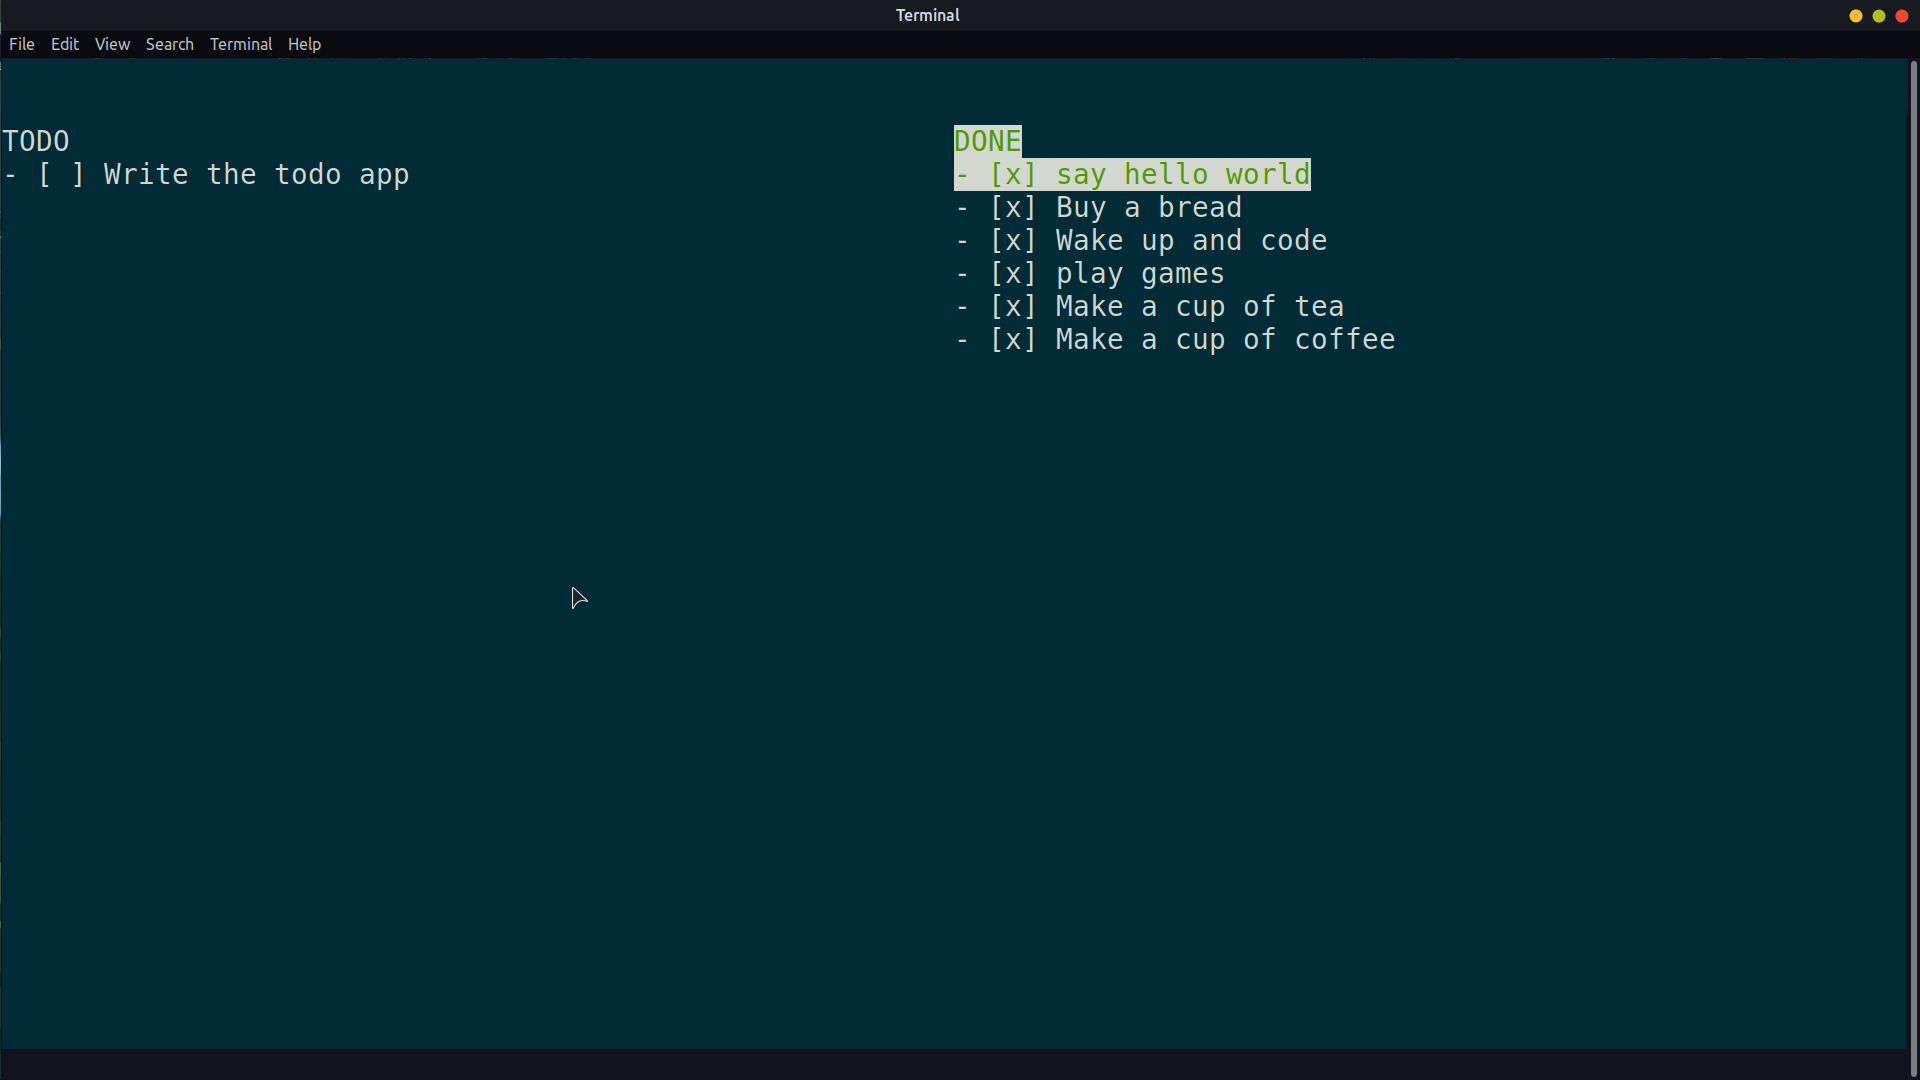 Terminal
File Edit View Search Terminal Help
TODO
- [ ] Write the todo app
DONE
- [x] say hello world
- [x] Buy a bread
- [x] Wake up and code
- [x] play games
- [x] Make a cup of tea
- [x] Make a cup of coffee